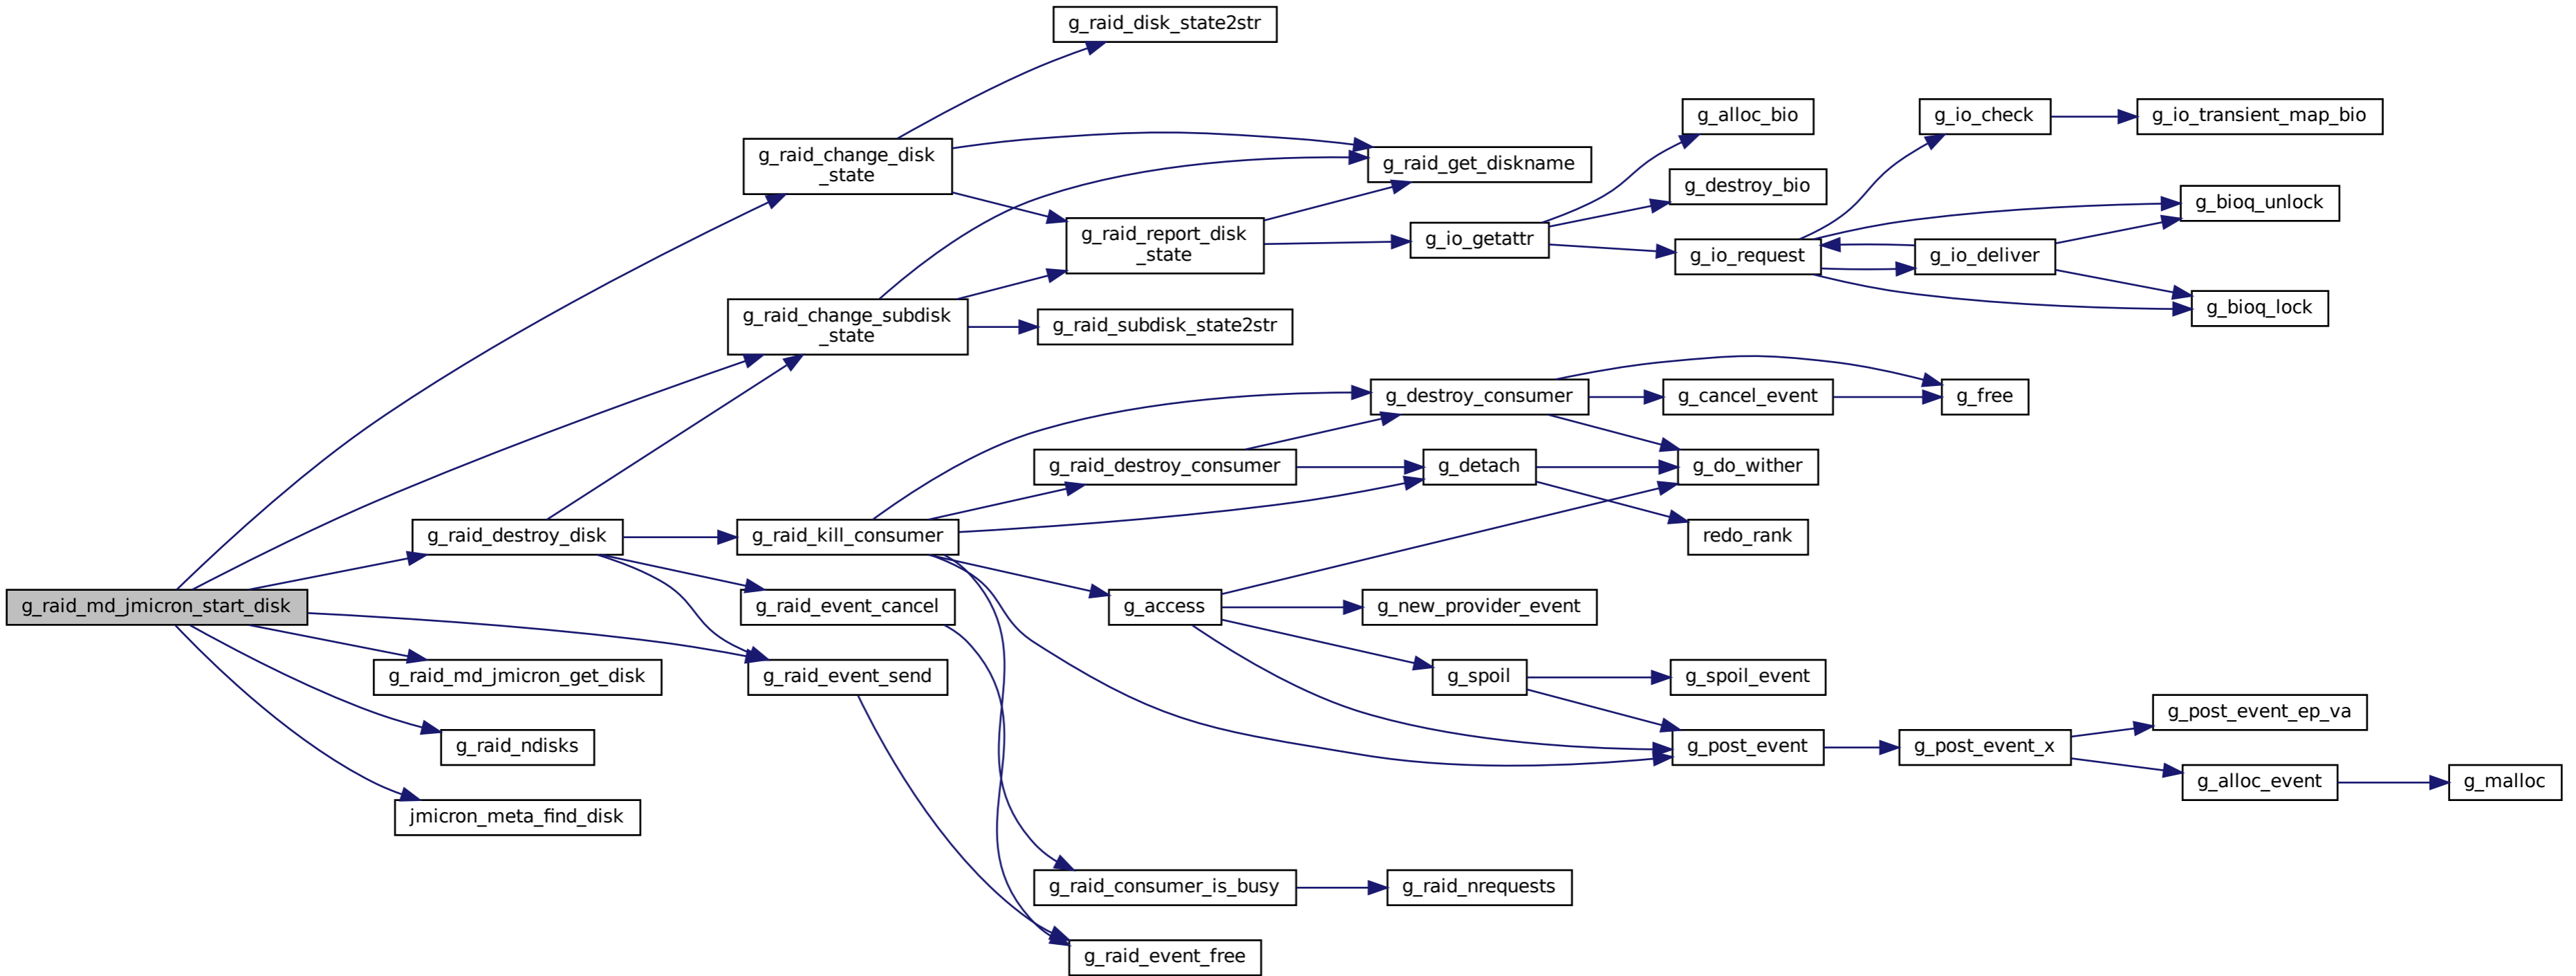 g_raid_disk_state2str
g_alloc_bio
g_io_check
g_io_transient_map_bio
g_raid_change_disk
_state
g_raid_get_diskname
g_destroy_bio
g_bioq_unlock
g_raid_report_disk
_state
g_io_getattr
g_io_request
g_io_deliver
g_bioq_lock
g_raid_change_subdisk
_state
g_raid_subdisk_state2str
g_destroy_consumer
g_cancel_event
g_free
g_raid_destroy_consumer
g_detach
g_do_wither
g_raid_destroy_disk
g_raid_kill_consumer
redo_rank
g_raid_md_jmicron_start_disk
g_raid_event_cancel
g_access
g_new_provider_event
g_raid_md_jmicron_get_disk
g_raid_event_send
g_spoil
g_spoil_event
g_post_event_ep_va
g_raid_ndisks
g_post_event
g_post_event_x
g_alloc_event
g_malloc
jmicron_meta_find_disk
g_raid_consumer_is_busy
g_raid_nrequests
g_raid_event_free